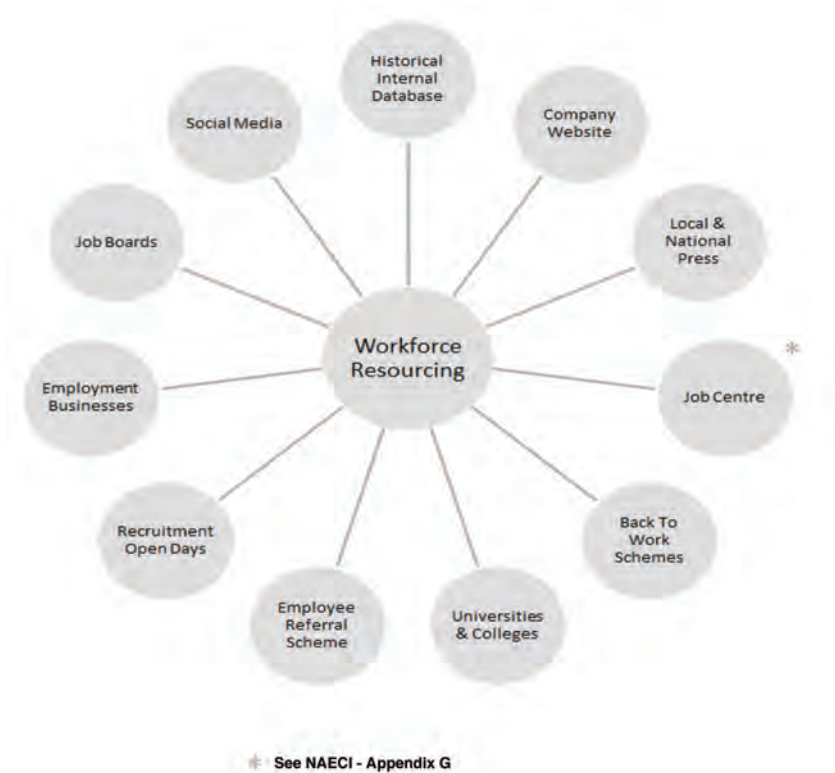 Historical
Internal
Database
Company
Website
Local &
National
Press
*
Job Centre
Back To
Work
Schemes
Universities
& Colleges
Employee
Referral
Scheme
Recruitment
Open Days
Employment
Businesses
Job Boards
Social Media
Workforce
Resourcing
* See NAECI - Appendix G